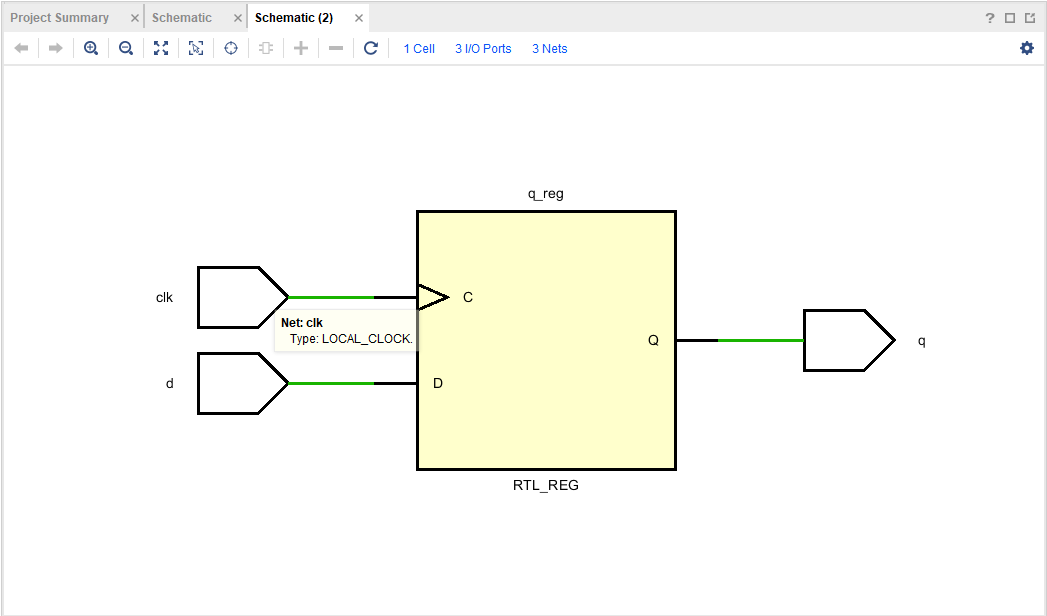 Project Summary
Schematic
Schematic (2)
1 Cell
3 I/O Ports
3 Nets
q_reg
clk
C
Net: clk
Type: LOCAL_CLOCK.
Q
q
d
D
RTL_REG